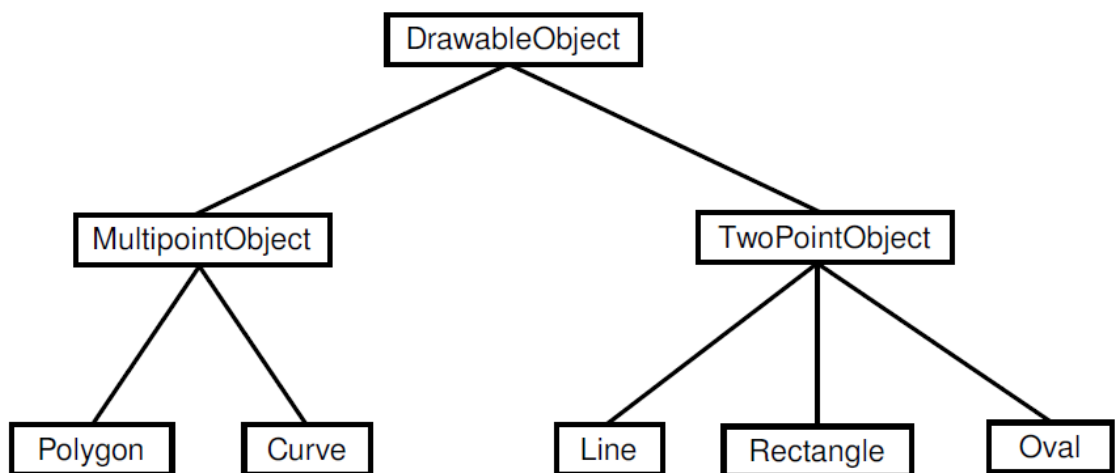 DrawableObject
MultipointObject
TwoPointObject
Polygon
Curve
Line
Rectangle
Oval